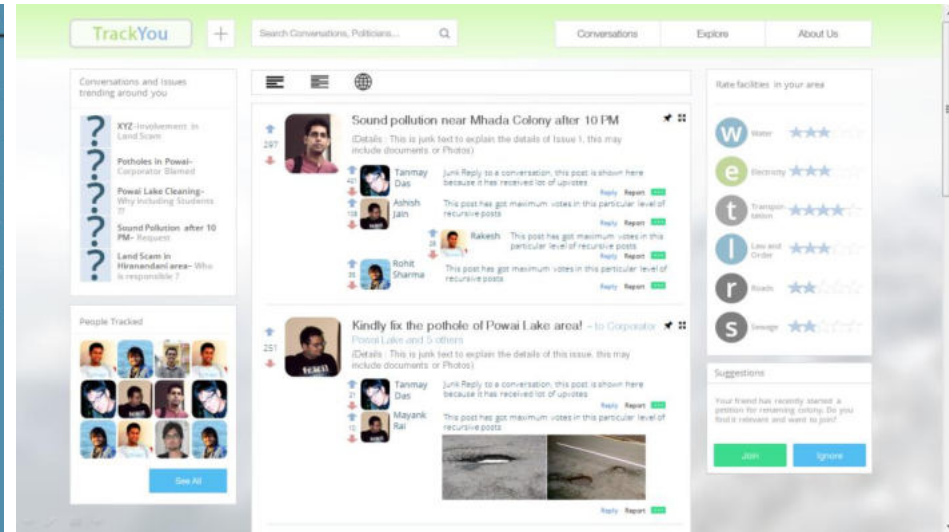 TrackYou
+
Search Conversations, Politicians...
Conversations
Explore
About Us
Conversations and Issues
trending around you
?
XYZ-Involvement in
Land Scam
?
Potholes in Powai-
Corporator Blamed
?
Powai Lake Cleaning-
Why including Students
??
?
Sound Pollution after 10
PM- Request
?
Land Scam in
Hiranandani area- Who
is responsible ?
People Tracked
See All
297
Sound pollution near Mhada Colony after 10 PM
(Details : This is junk text to explain the details of Issue 1, this may
include documents or Photos)
Tanmay
Das
Junk Reply to a conversation, this post is shown here
because it has received lot of upvotes
Reply Report
Ashish
Jain
This post has got maximum votes in this particular level of
recursive posts
Reply Report
Rakesh
This post has got maximum votes in this
particular level of recursive posts
Reply Report
Rohit
Sharma
This post has got maximum votes in this particular level of
recursive posts
Reply Report
251
Kindly fix the pothole of Powai Lake area! - to Corporator
Powai Lake and 5 others
(Details : This is junk text to explain the details of this issue, this may
include documents or Photos)
Tanmay
Das
Junk Reply to a conversation, this post is shown here
because it has received lot of upvotes
Reply Report
Mayank
Rai
This post has got maximum votes in this particular level of
recursive posts
Reply Report
Rate facilities in your area
w Water
e Electricity
t Transpor-
tation
l Law and
Order
r Roads
s Sewage
Suggestions
Your friend has recently started a
petition for renaming colony. Do you
find it relevant and want to join?
Join
Ignore